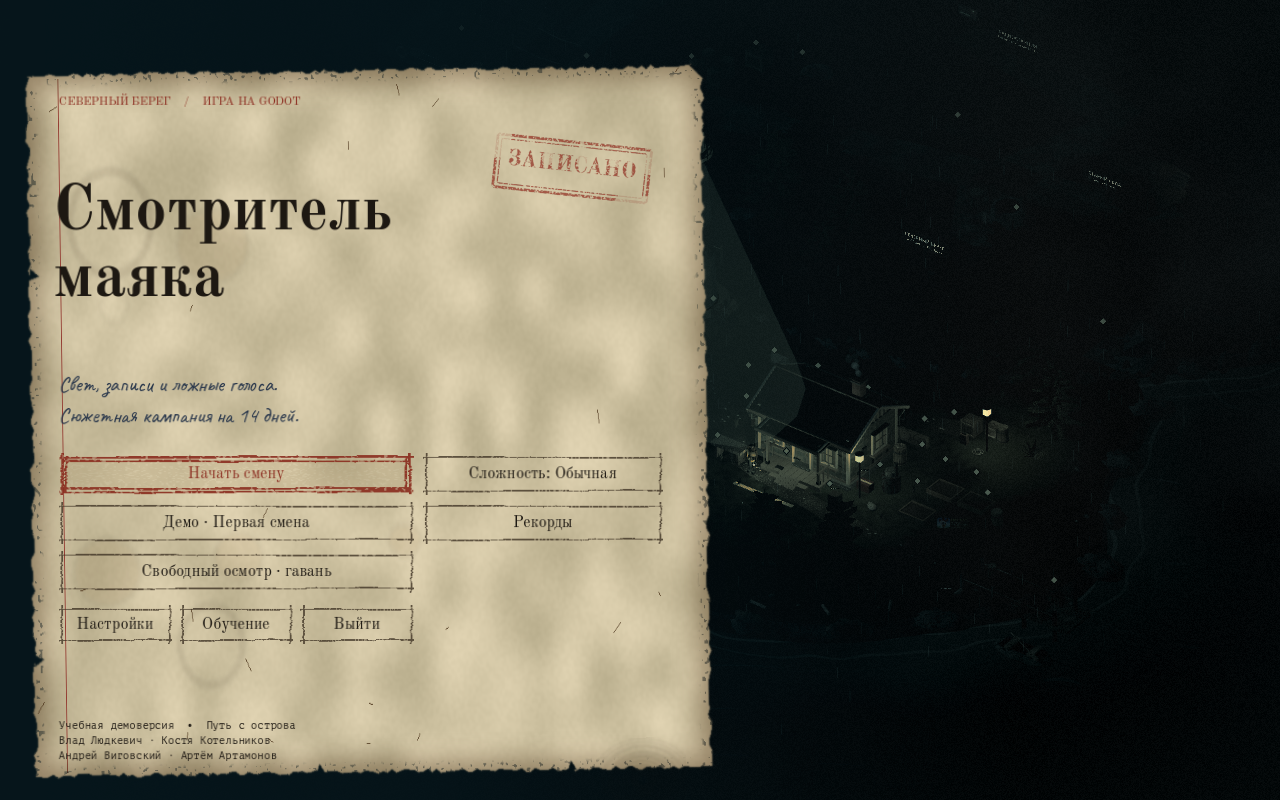 СЕВЕРНЫЙ БЕРЕГ / ИГРА НА GODOT
ЗАПИСАНО
Смотритель
маяка
Свет, записи и ложные голоса.
Сюжетная кампания на 14 дней.
Начать смену
Сложность: Обычная
Демо · Первая смена
Рекорды
Свободный осмотр · гавань
Настройки
Обучение
Выйти
Учебная демоверсия • Путь с острова
Влад Людкевич · Костя Котельников
Андрей Виговский · Артём Артамонов